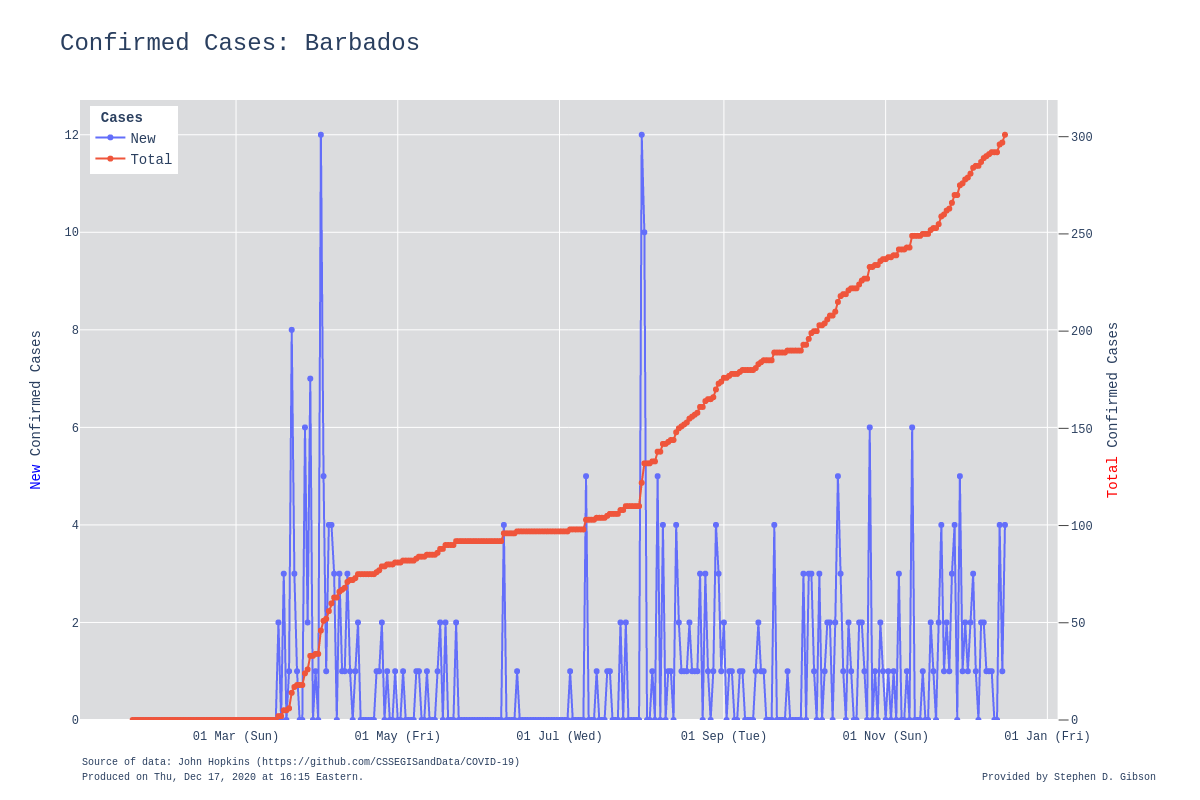 Confirmed Cases: Barbados
Cases
New
Total
12
10
8
6
4
2
0
300
250
200
150
100
50
0
New Confirmed Cases
Total Confirmed Cases
01 Mar (Sun)
01 May (Fri)
01 Jul (Wed)
01 Sep (Tue)
01 Nov (Sun)
01 Jan (Fri)
Source of data: John Hopkins (https://github.com/CSSEGISandData/COVID-19)
Produced on Thu, Dec 17, 2020 at 16:15 Eastern.
Provided by Stephen D. Gibson